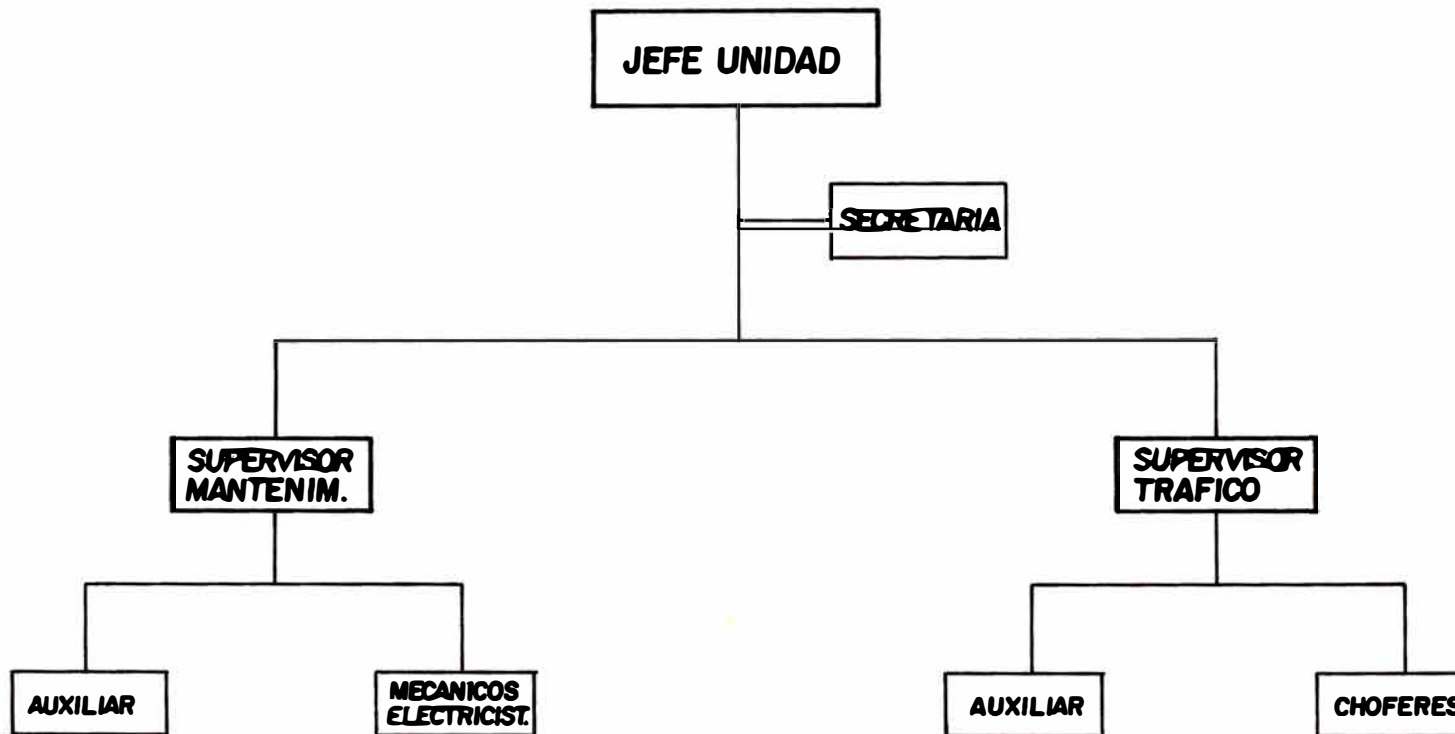 JEFE UNIDAD
SECRETARIA
SUPERVISOR
MANTENIM.
SUPERVISOR
TRAFICO
AUXILIAR
MECANICOS
ELECTRICIST.
AUXILIAR
CHOFERES